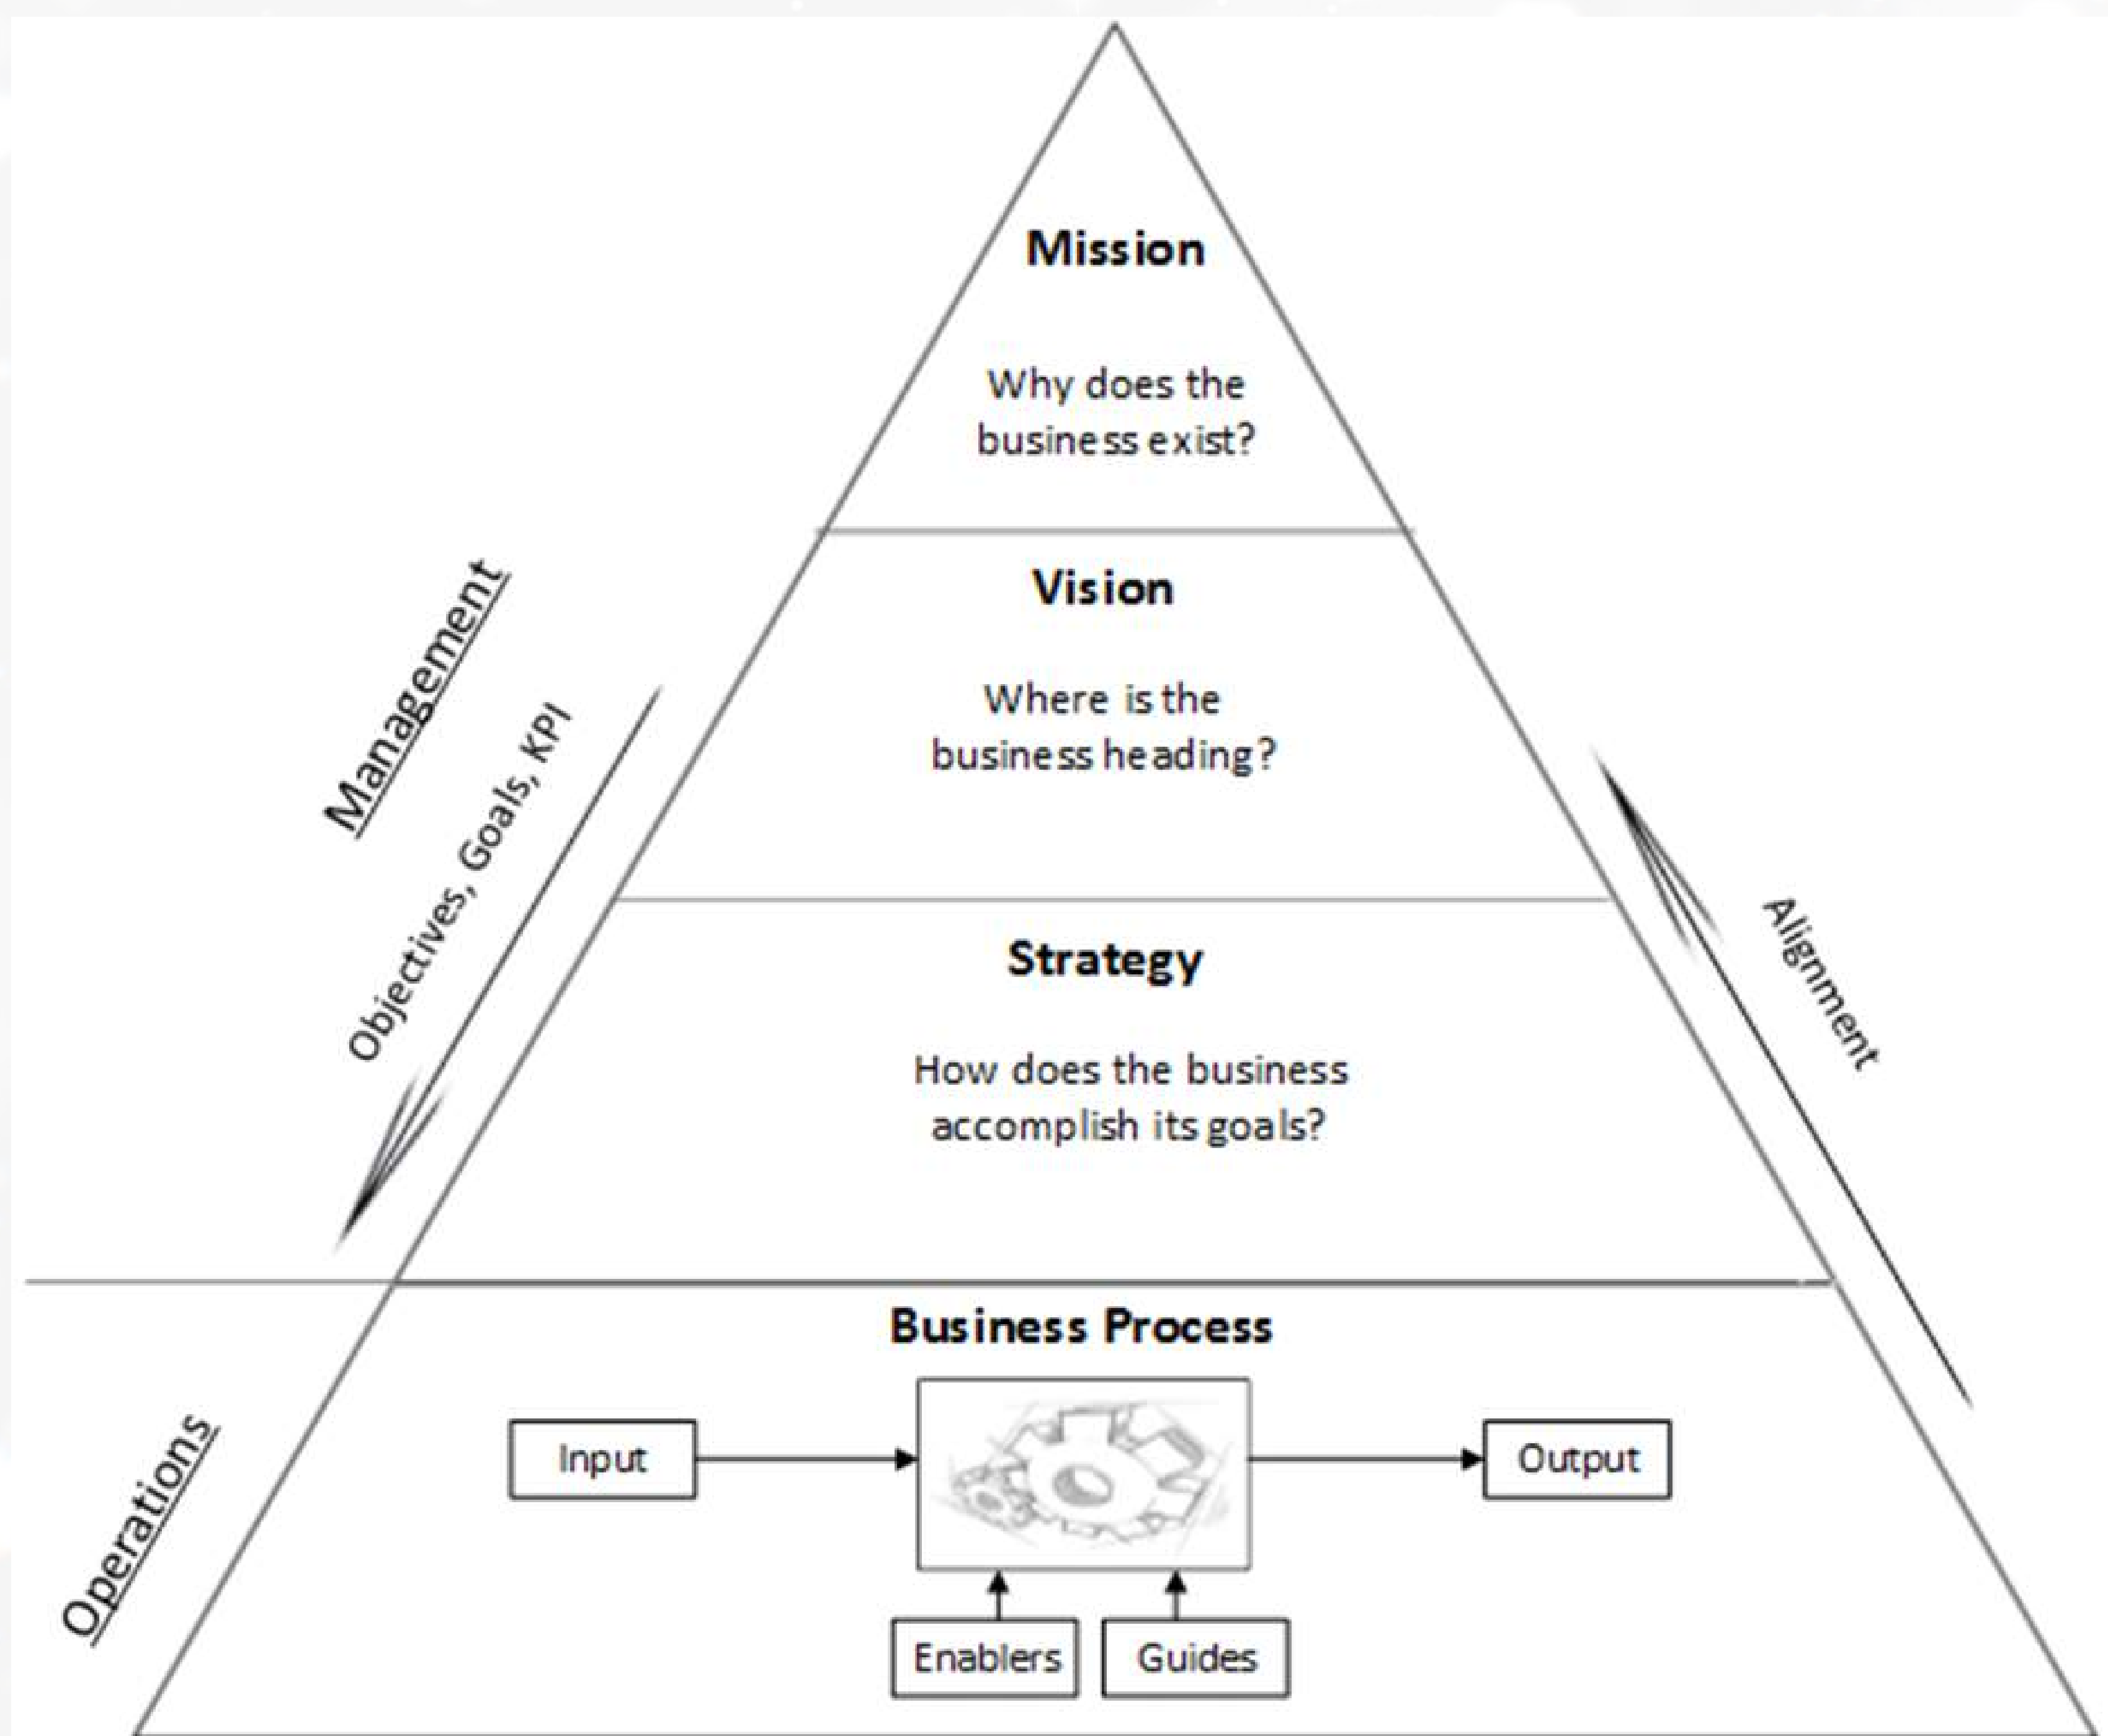 Mission
Why does the
business exist?
Vision
Where is the
business heading?
Management
Objectives, Goals, KPI
Alignment
Strategy
How does the business
accomplish its goals?
Business Process
Input
Output
Enablers
Guides
Operations